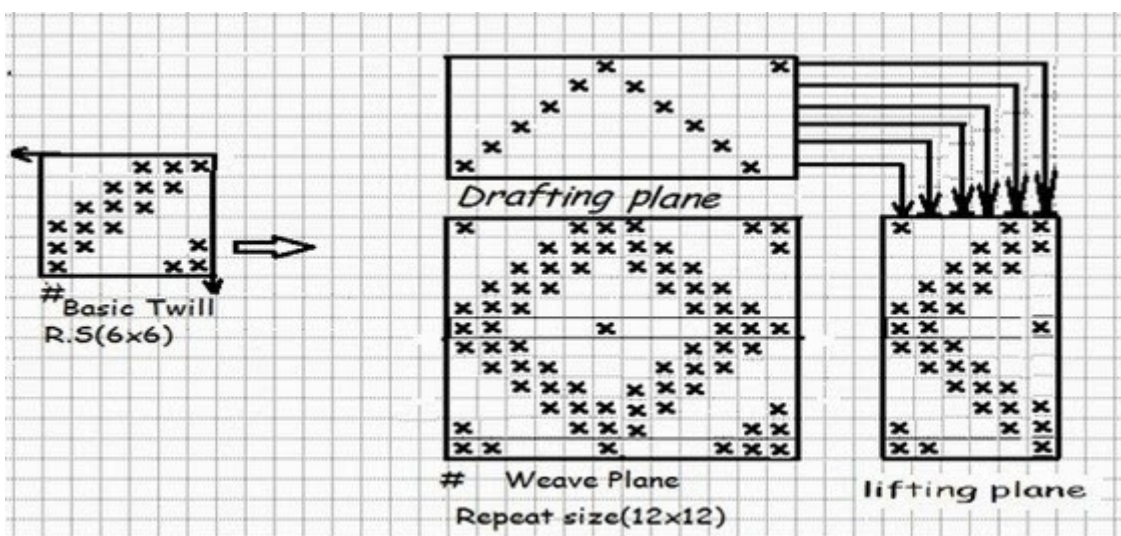 Drafting plane
#
Basic Twill
R.S(6x6)
# Weave Plane
Repeat size(12x12)
lifting plane